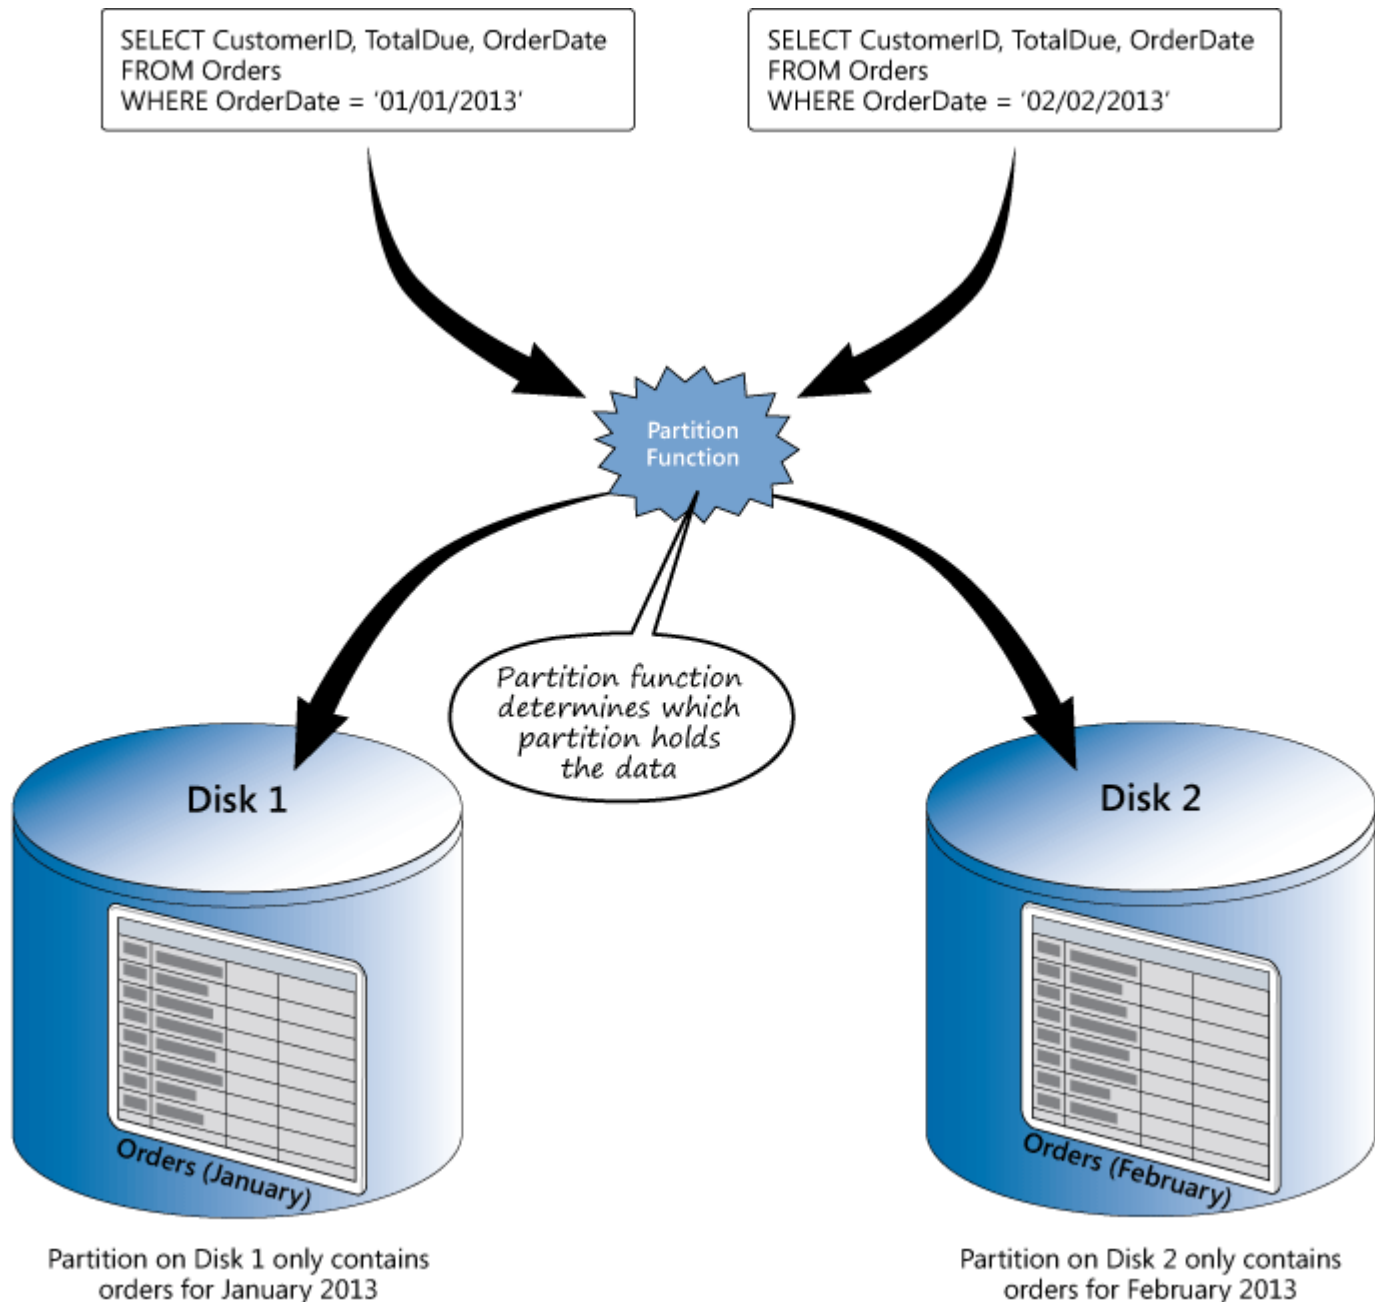 SELECT CustomerID, TotalDue, OrderDate
FROM Orders
WHERE OrderDate = '01/01/2013'
SELECT CustomerID, TotalDue, OrderDate
FROM Orders
WHERE OrderDate = '02/02/2013'
Partition
Function
Partition function
determines which
partition holds
the data
Disk 1
Disk 2
Orders (January)
Orders (February)
Partition on Disk 1 only contains
orders for January 2013
Partition on Disk 2 only contains
orders for February 2013